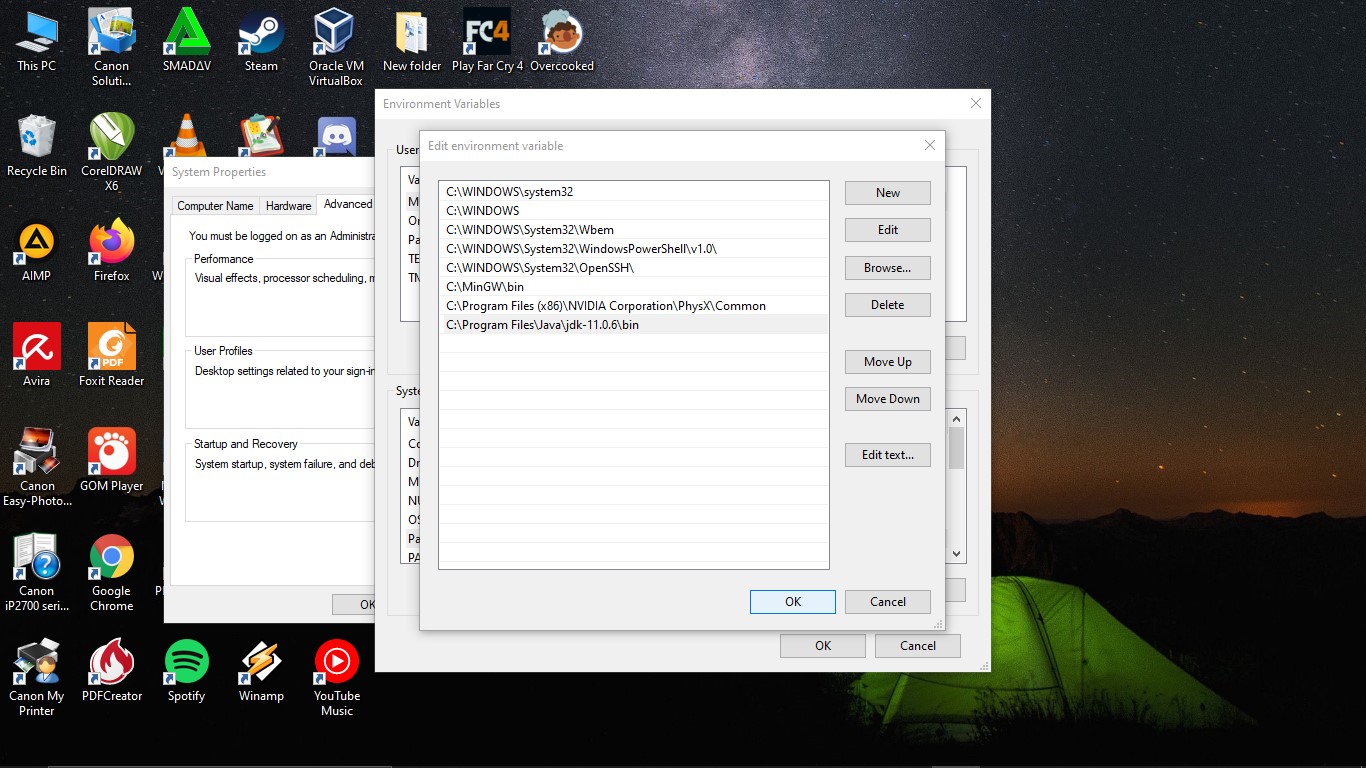 This PC
Canon
Soluti...
SMADΔV
Steam
Oracle VM
VirtualBox
New folder
FC4
Play Far Cry 4
Overcooked
Recycle Bin
CorelDRAW
X6
AIMP
Firefox
Avira
PDF
Foxit Reader
Canon
Easy-Photo...
GOM Player
Canon
iP2700 seri...
Google
Chrome
Canon My
Printer
PDFCreator
Spotify
Winamp
YouTube
Music
System Properties
Computer Name
Hardware
Advanced
You must be logged on as an Administra
Performance
Visual effects, processor scheduling, m
User Profiles
Desktop settings related to your sign-in
Startup and Recovery
System startup, system failure, and deb
OK
Environment Variables
User
Va
M
Or
Pa
TE
TM
Syste
Va
Co
Dr
M
NU
OS
Pa
PA
OK
Cancel
Edit environment variable
C:\WINDOWS\system32
C:\WINDOWS
C:\WINDOWS\System32\Wbem
C:\WINDOWS\System32\WindowsPowerShell\v1.0\
C:\WINDOWS\System32\OpenSSH\
C:\MinGW\bin
C:\Program Files (x86)\NVIDIA Corporation\PhysX\Common
C:\Program Files\Java\jdk-11.0.6\bin
New
Edit
Browse...
Delete
Move Up
Move Down
Edit text...
OK
Cancel